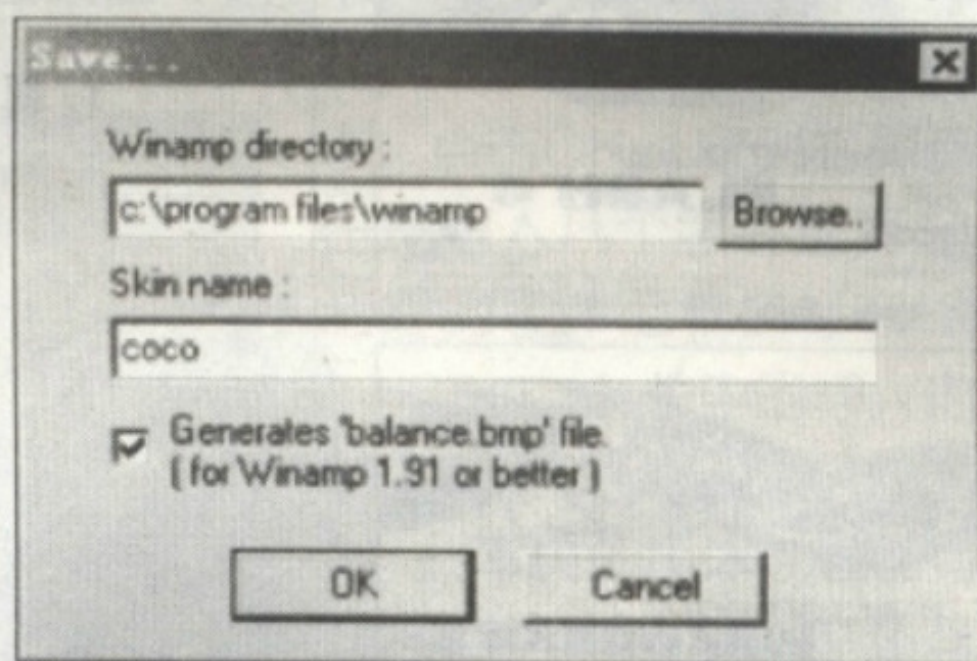 Save...
Winamp directory :
c:\program files\winamp
Browse..
Skin name :
coco
Generates 'balance.bmp' file.
( for Winamp 1.91 or better )
OK
Cancel